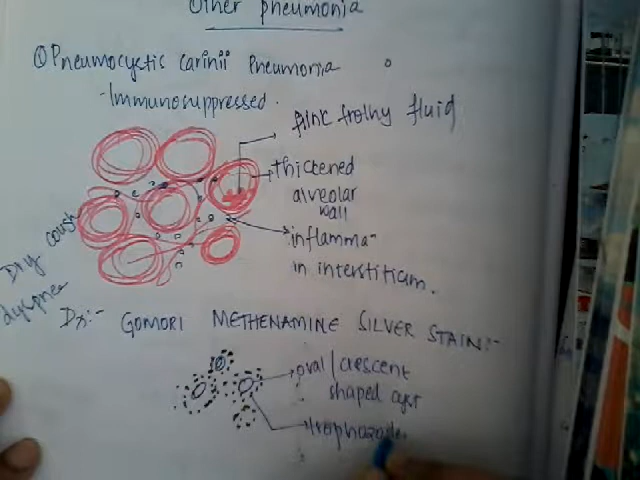 Other pneumonia
① Pneumocystic carinii Pneumonia
- Immunosuppressed.
pink frothy fluid
thickened
alveolar
wall
inflamma-
in interstitium.
Dry cough
dyspnea
Dx:- GOMORI METHENAMINE SILVER STAIN:-
oval/crescent
shaped cyst